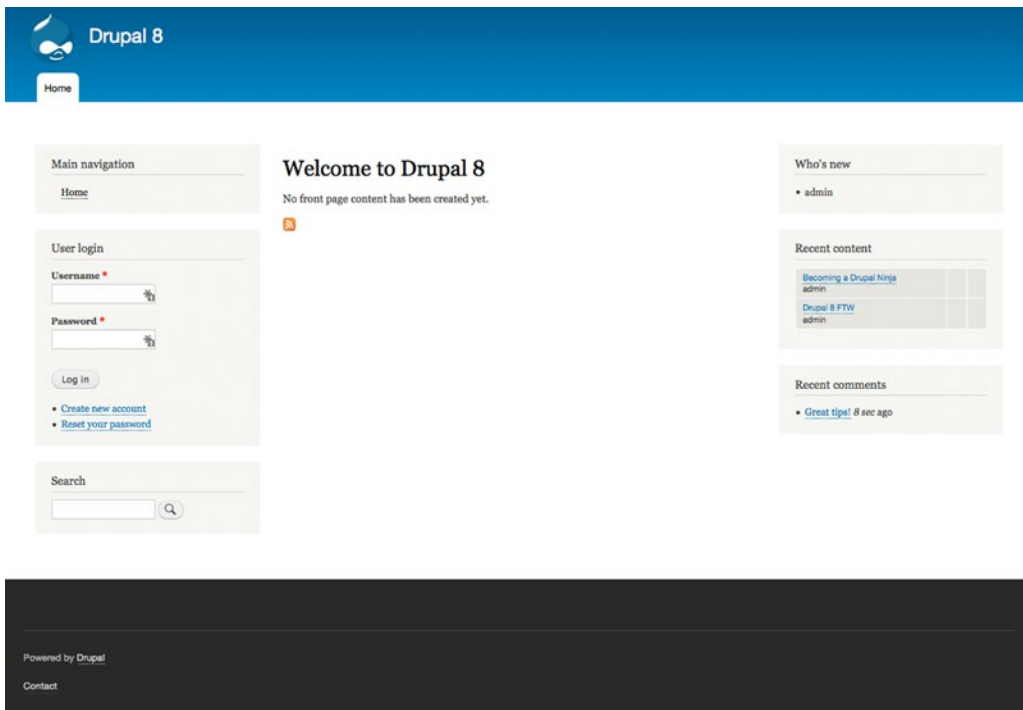 Drupal 8
Home
Main navigation
Home
User login
Username *
Password *
Log in
• Create new account
• Reset your password
Search
Welcome to Drupal 8
No front page content has been created yet.
Who's new
• admin
Recent content
Becoming a Drupal Ninja
admin
Drupal 8 FTW
admin
Recent comments
• Great tips! 8 sec ago
Powered by Drupal
Contact